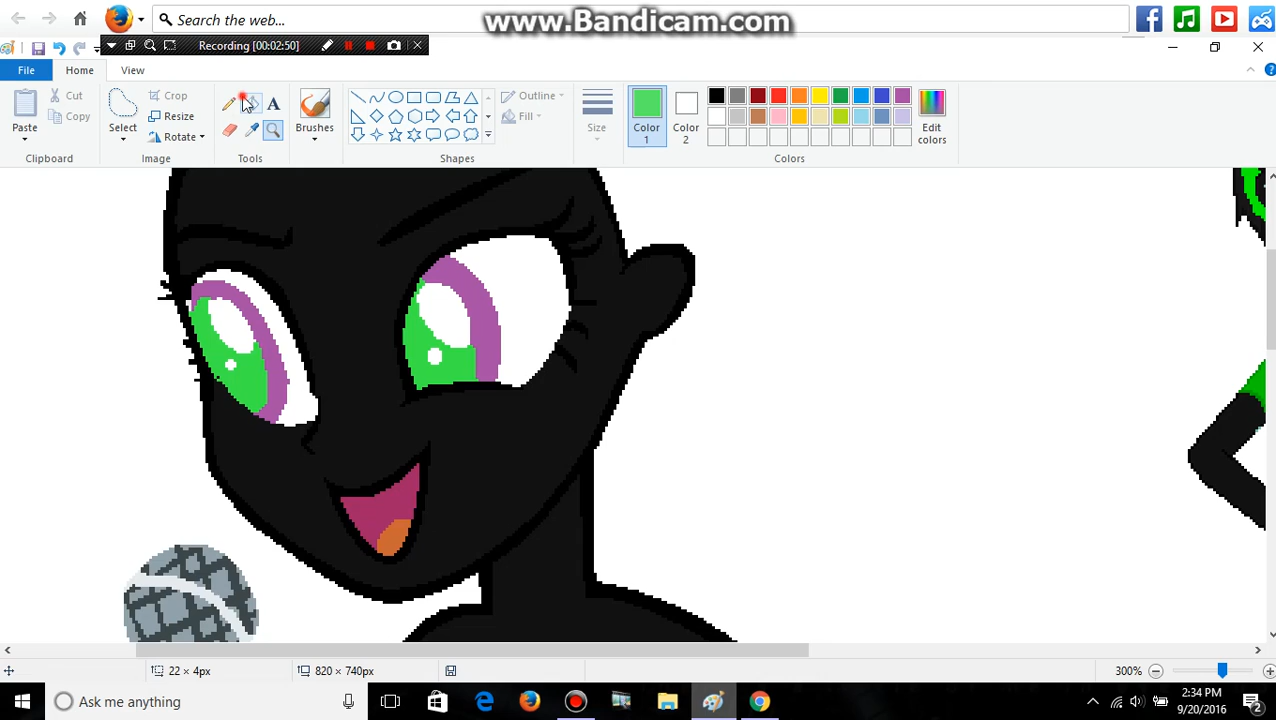 Search the web...
www.Bandicam.com
Recording [00:02:50]
File Home View
Paste
Cut
Copy
Clipboard
Select
Crop
Resize
Rotate
Image
A
Tools
Brushes
Outline
Fill
Shapes
Size
Color 1
Color 2
Edit colors
Colors
22 × 4px
820 × 740px
300%
Ask me anything
2:34 PM
9/20/2016
2